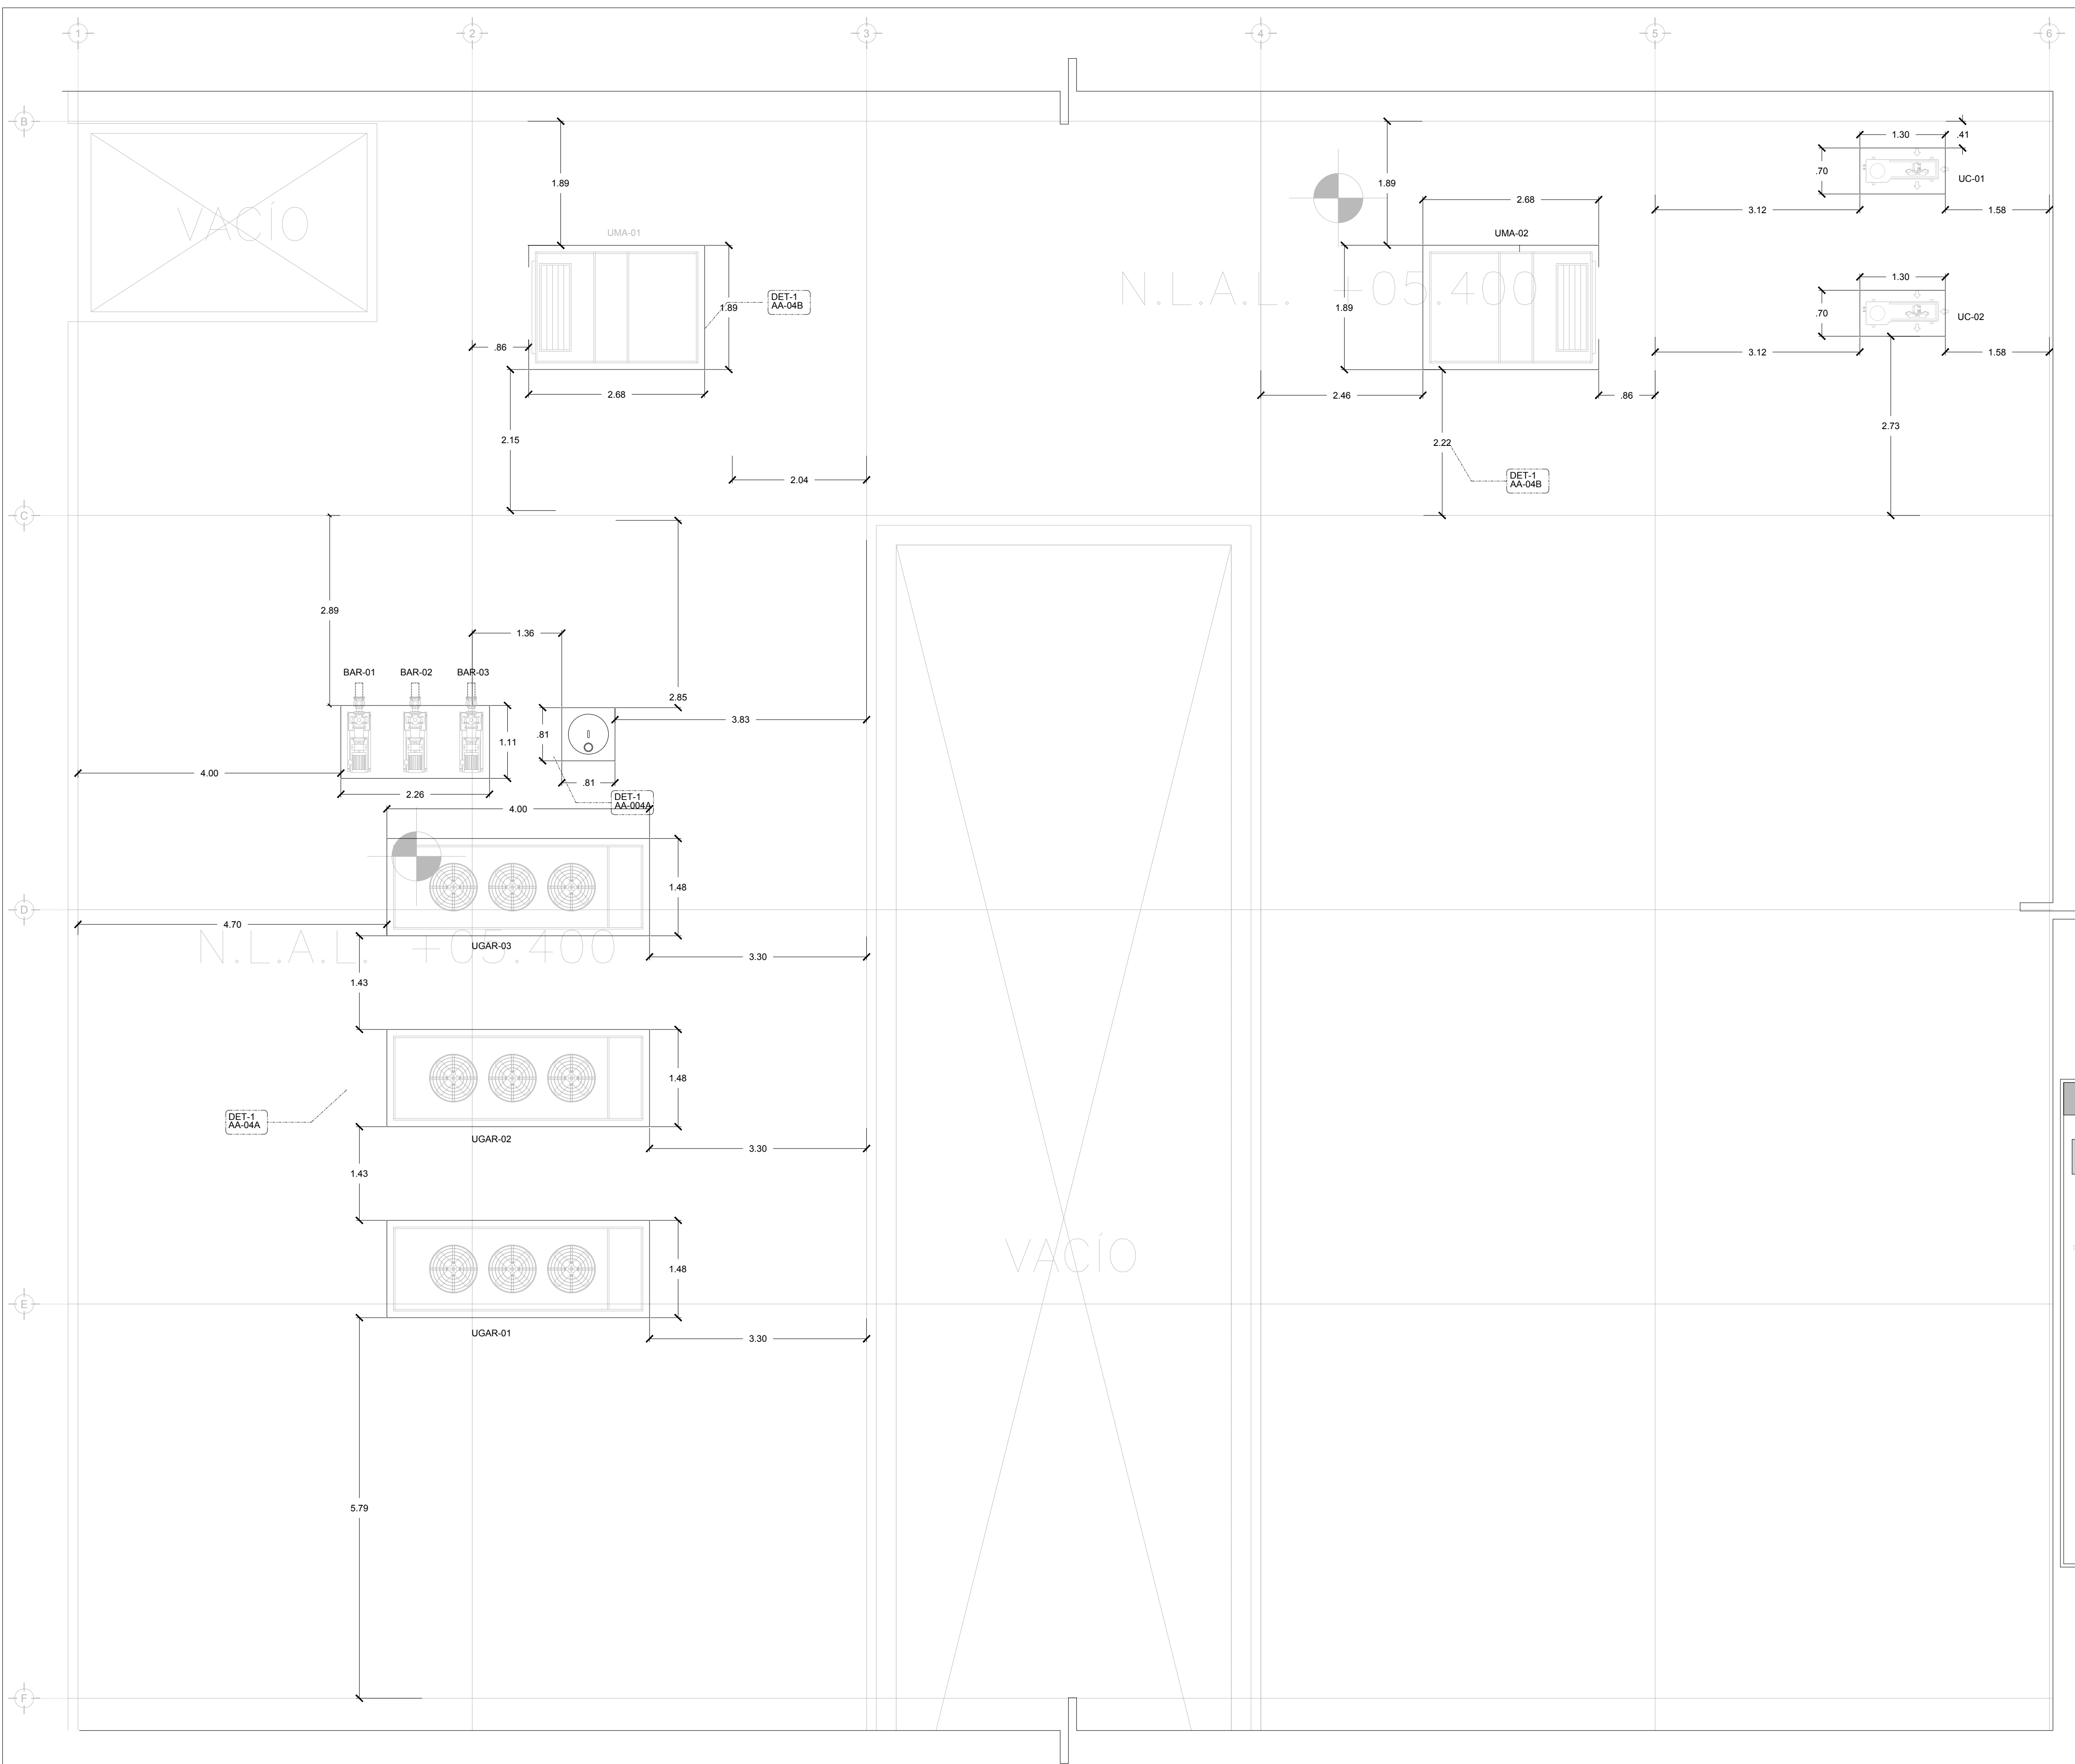 1 2 3 4 5 6
B
1.30 .41
1.89 1.89
.70 UC-01
2.68
3.12 1.58
VACÍO
UMA-01 UMA-02
1.30
N.L.A.L. +05.400
DET-1
AA-04B
1.89 1.89
.70 UC-02
.86 3.12 1.58
2.68 2.46 .86
2.73
2.15 2.22
2.04
DET-1
AA-04B
C
2.89
1.36
BAR-01 BAR-02 BAR-03
2.85
3.83
.81
1.11
4.00
.81
2.26
DET-1
AA-004A
4.00
1.48
D
4.70
UGAR-03
N.L.A.L. +05.400
3.30
1.43
1.48
DET-1
AA-04A
UGAR-02
3.30
1.43
VACÍO
1.48
E
UGAR-01
3.30
5.79
F